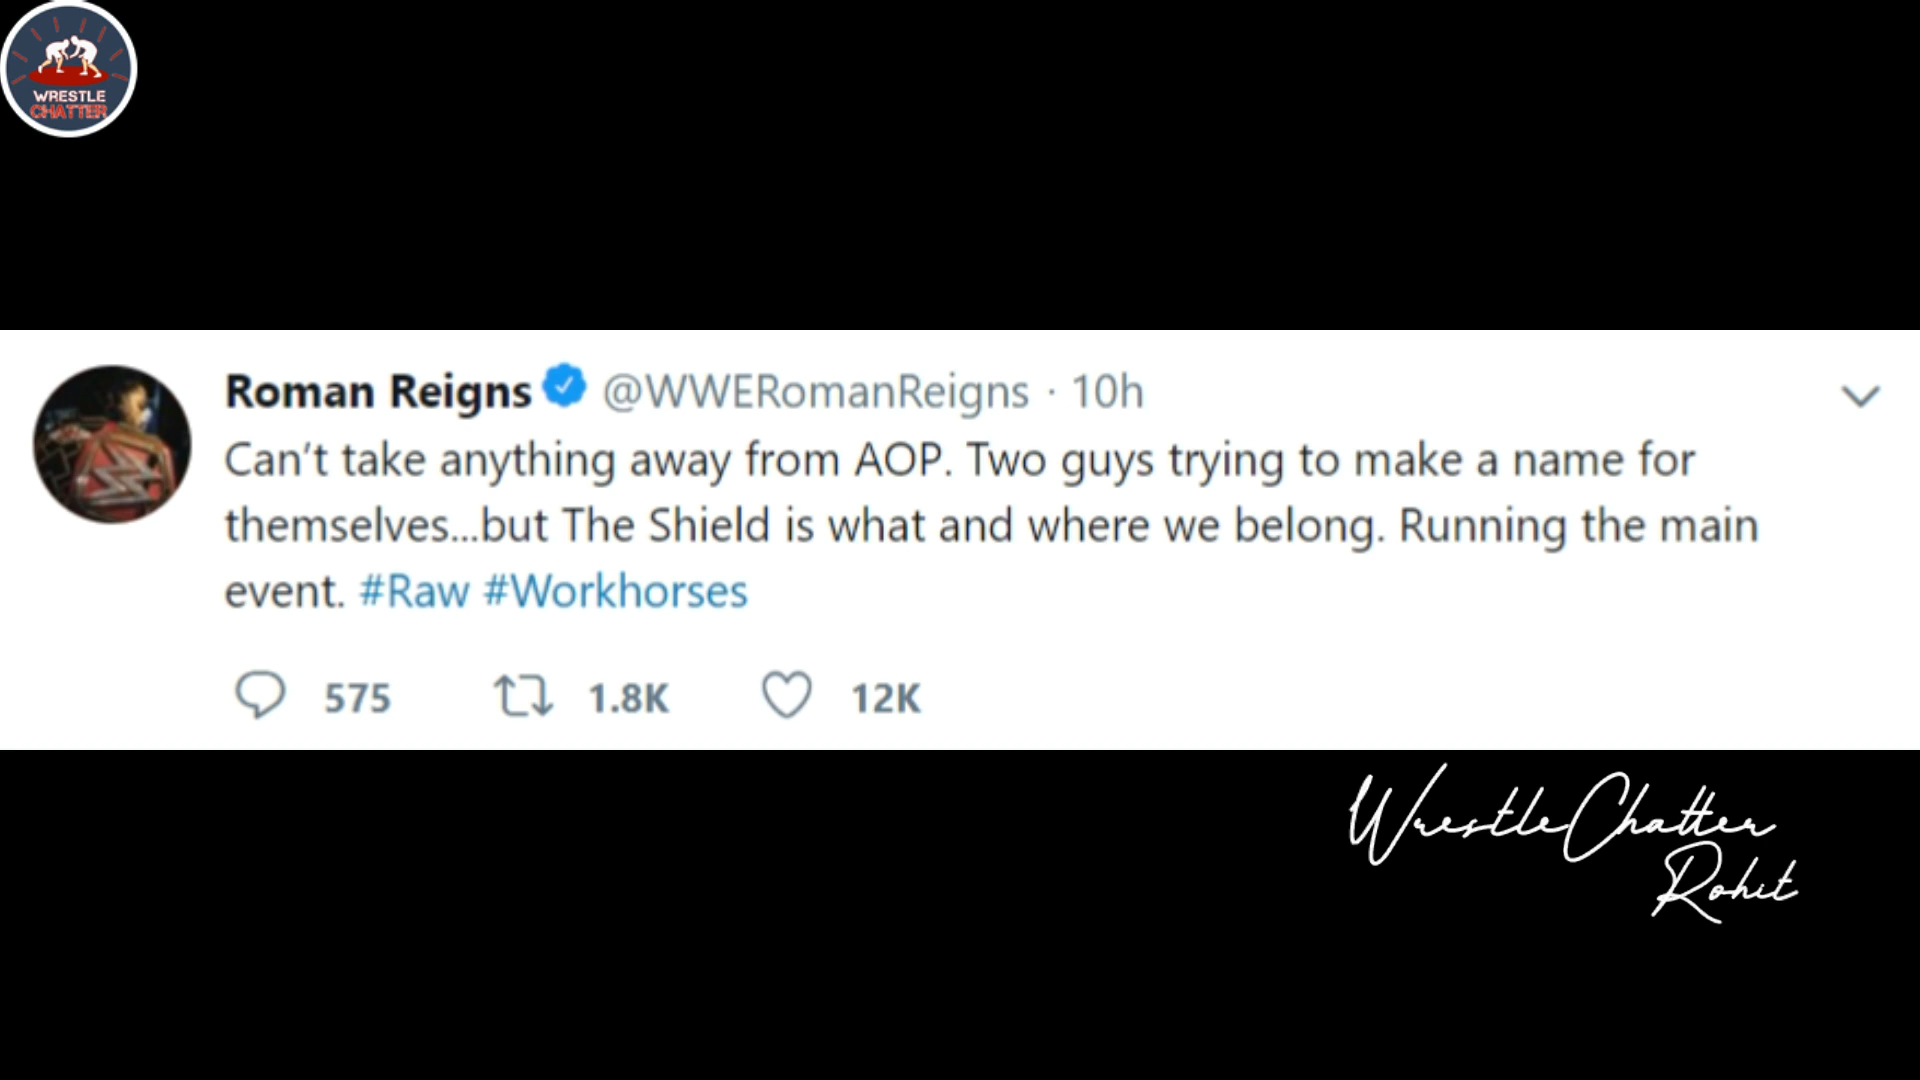 WRESTLE
CHATTER
Roman Reigns @WWERomanReigns · 10h
Can’t take anything away from AOP. Two guys trying to make a name for
themselves...but The Shield is what and where we belong. Running the main
event. #Raw #Workhorses
575 1.8K 12K
WrestleChatter
Rohit